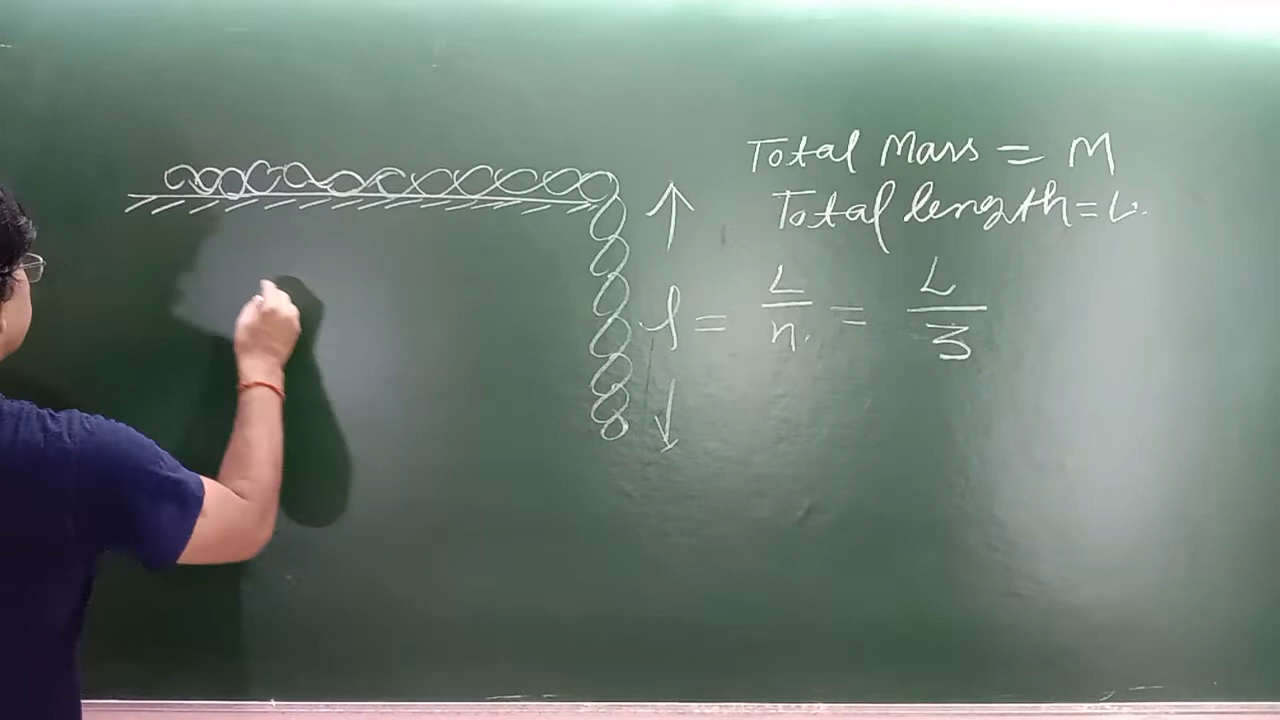 Total Mass = M
Total length = L.
l = L/n. = L/3